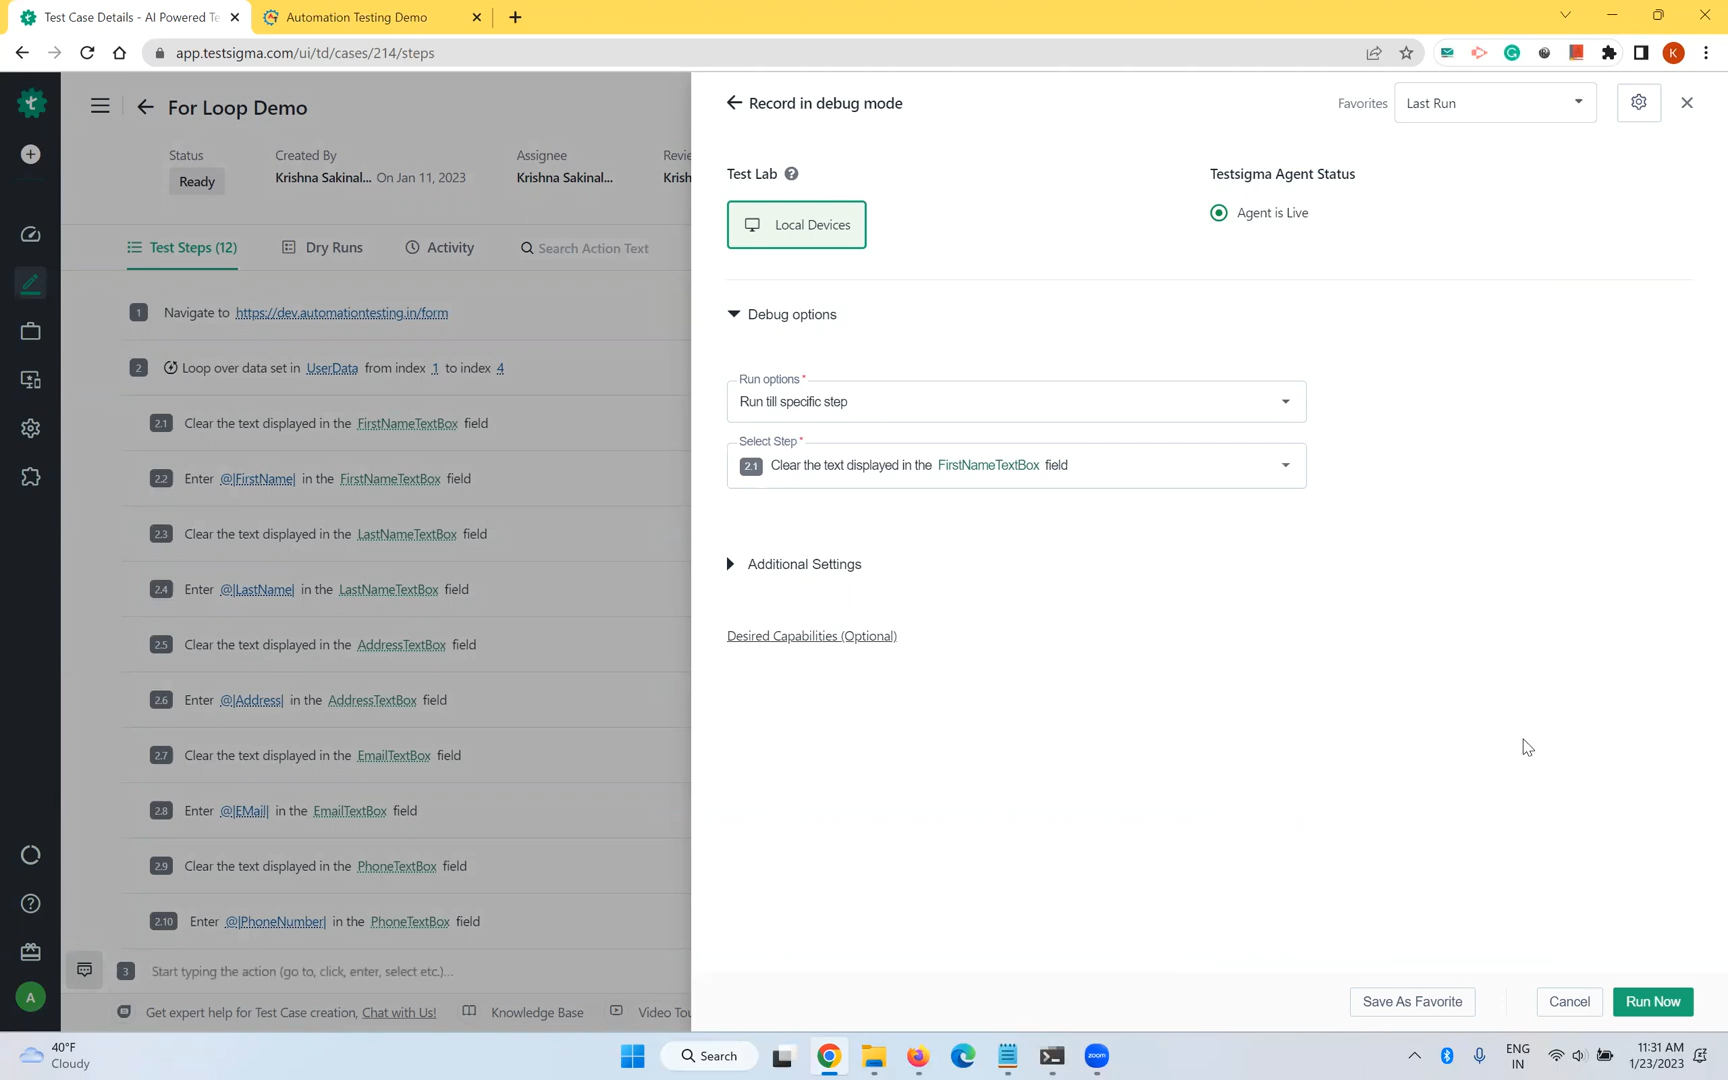 Test Case Details - AI Powered Te
Automation Testing Demo
app.testsigma.com/ui/td/cases/214/steps
K
For Loop Demo
Status
Ready
Created By
Krishna Sakinal... On Jan 11, 2023
Assignee
Krishna Sakinal...
Revie
Krish
Test Steps (12)
Dry Runs
Activity
Search Action Text
1 Navigate to https://dev.automationtesting.in/form
2 Loop over data set in UserData from index 1 to index 4
2.1 Clear the text displayed in the FirstNameTextBox field
2.2 Enter @|FirstName| in the FirstNameTextBox field
2.3 Clear the text displayed in the LastNameTextBox field
2.4 Enter @|LastName| in the LastNameTextBox field
2.5 Clear the text displayed in the AddressTextBox field
2.6 Enter @|Address| in the AddressTextBox field
2.7 Clear the text displayed in the EmailTextBox field
2.8 Enter @|EMail| in the EmailTextBox field
2.9 Clear the text displayed in the PhoneTextBox field
2.10 Enter @|PhoneNumber| in the PhoneTextBox field
3 Start typing the action (go to, click, enter, select etc.)...
A
Get expert help for Test Case creation, Chat with Us!
Knowledge Base
Video Tou
Record in debug mode
Favorites
Last Run
Test Lab ?
Local Devices
Testsigma Agent Status
Agent is Live
Debug options
Run options *
Run till specific step
Select Step *
2.1 Clear the text displayed in the FirstNameTextBox field
Additional Settings
Desired Capabilities (Optional)
Save As Favorite
Cancel
Run Now
40°F
Cloudy
Search
zoom
ENG
IN
11:31 AM
1/23/2023